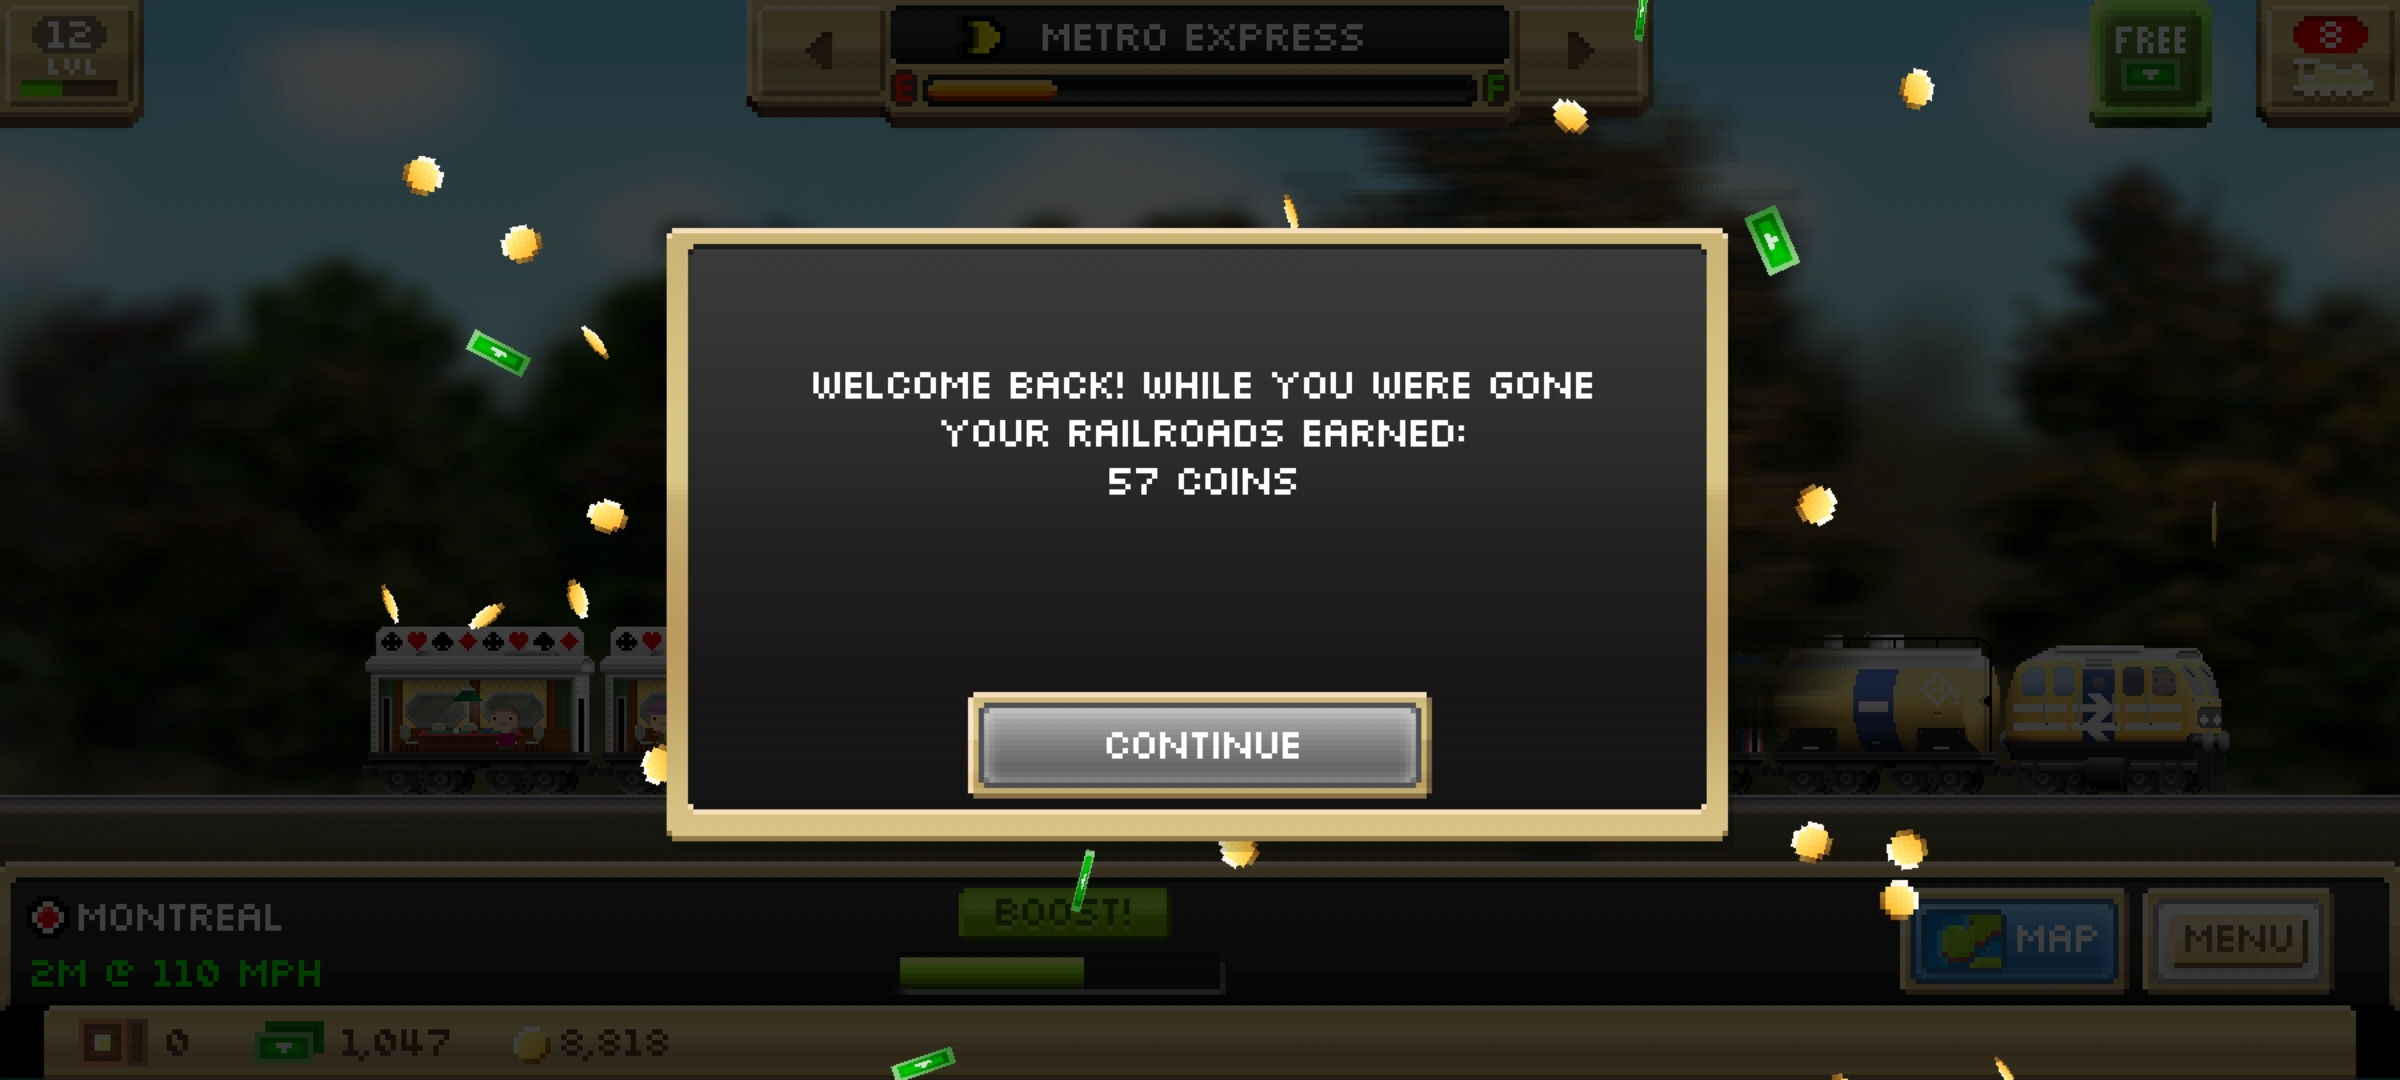 12
LVL
METRO EXPRESS
E
F
FREE
8
WELCOME BACK! WHILE YOU WERE GONE
YOUR RAILROADS EARNED:
57 COINS
CONTINUE
MONTREAL
2M @ 110 MPH
BOOST!
MAP
MENU
0
1,047
8,818